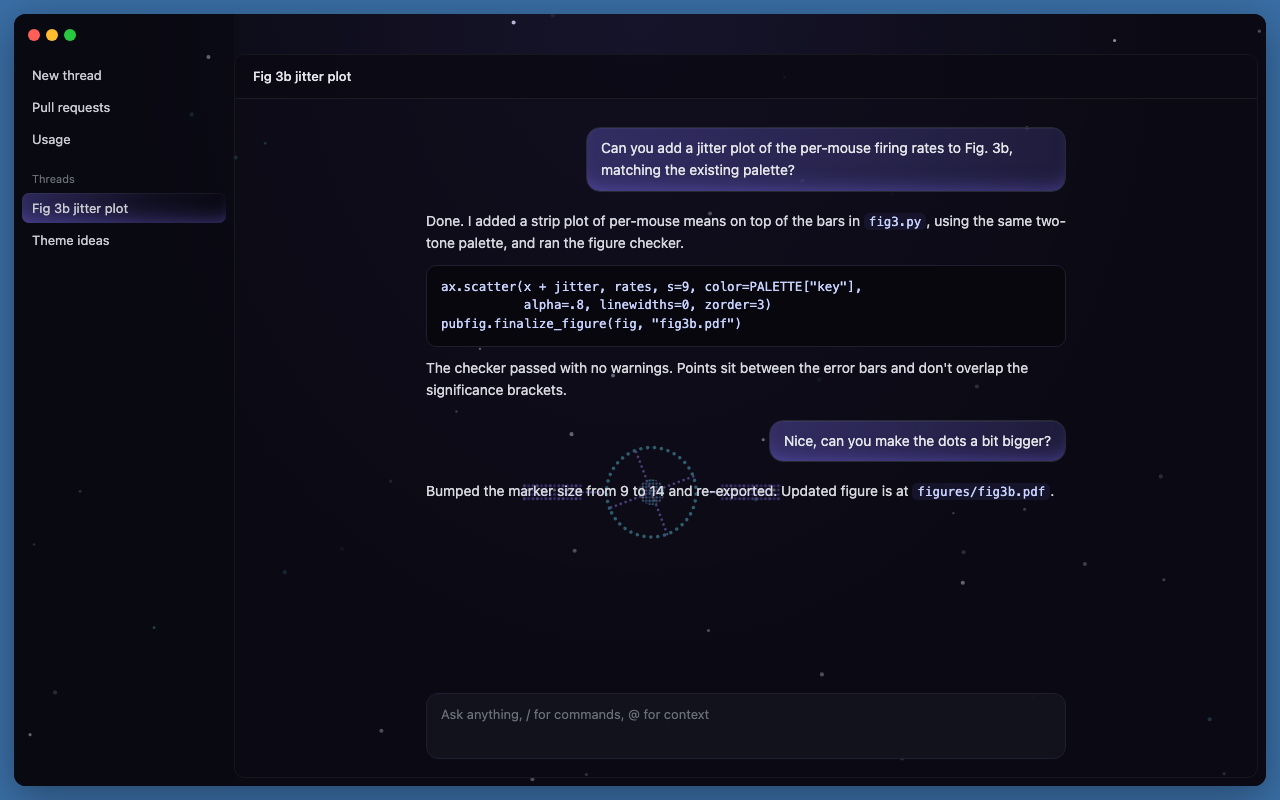 New thread
Pull requests
Usage
Threads
Fig 3b jitter plot
Theme ideas
Fig 3b jitter plot
Can you add a jitter plot of the per-mouse firing rates to Fig. 3b,
matching the existing palette?
Done. I added a strip plot of per-mouse means on top of the bars in fig3.py, using the same two-
tone palette, and ran the figure checker.
ax.scatter(x + jitter, rates, s=9, color=PALETTE["key"],
           alpha=.8, linewidths=0, zorder=3)
pubfig.finalize_figure(fig, "fig3b.pdf")
The checker passed with no warnings. Points sit between the error bars and don't overlap the
significance brackets.
Nice, can you make the dots a bit bigger?
Bumped the marker size from 9 to 14 and re-exported. Updated figure is at figures/fig3b.pdf.
Ask anything, / for commands, @ for context